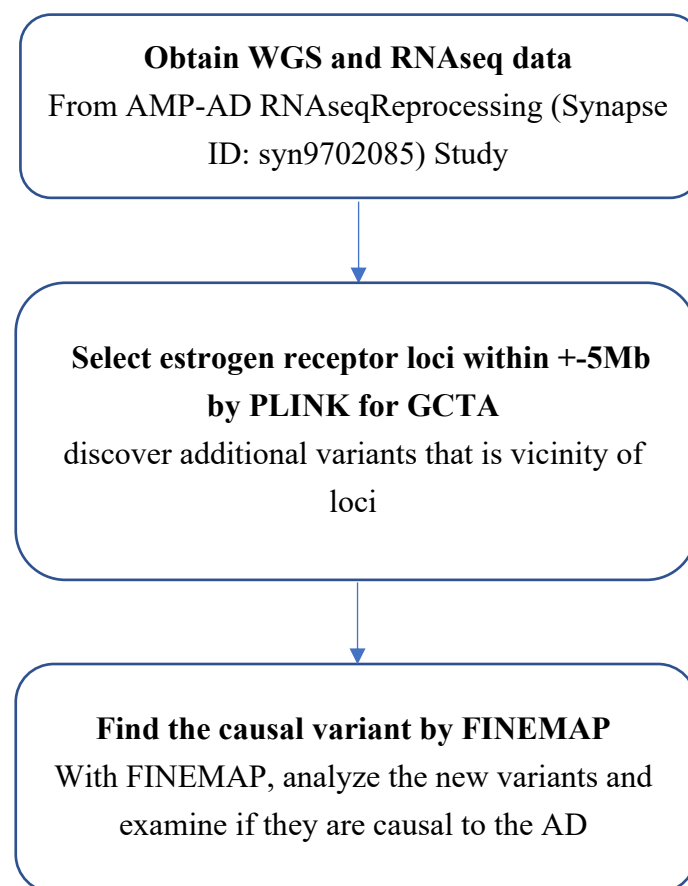 Obtain WGS and RNAseq data
From AMP-AD RNAseqReprocessing (Synapse
ID: syn9702085) Study
Select estrogen receptor loci within +-5Mb
by PLINK for GCTA
discover additional variants that is vicinity of
loci
Find the causal variant by FINEMAP
With FINEMAP, analyze the new variants and
examine if they are causal to the AD